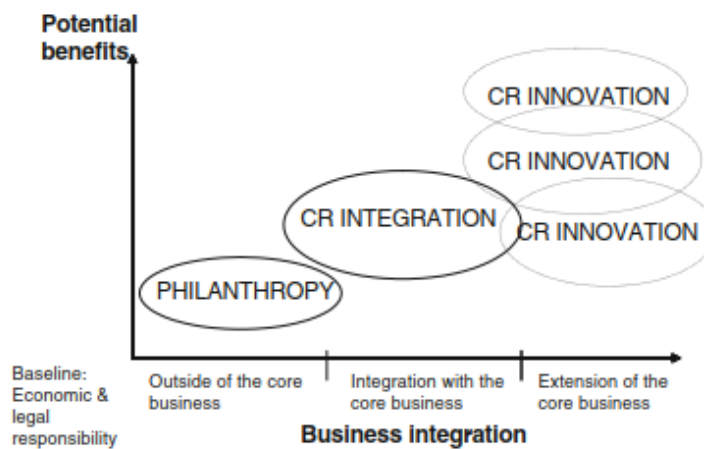 Potential
benefits
CR INNOVATION
CR INNOVATION
CR INTEGRATION
CR INNOVATION
PHILANTHROPY
Baseline:
Economic &
legal
responsibility
Outside of the core
business
Integration with the
core business
Extension of the
core business
Business integration